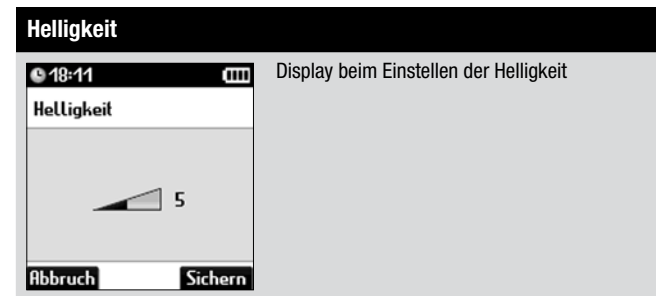 Helligkeit
18:11
Helligkeit
5
Abbruch Sichern
Display beim Einstellen der Helligkeit